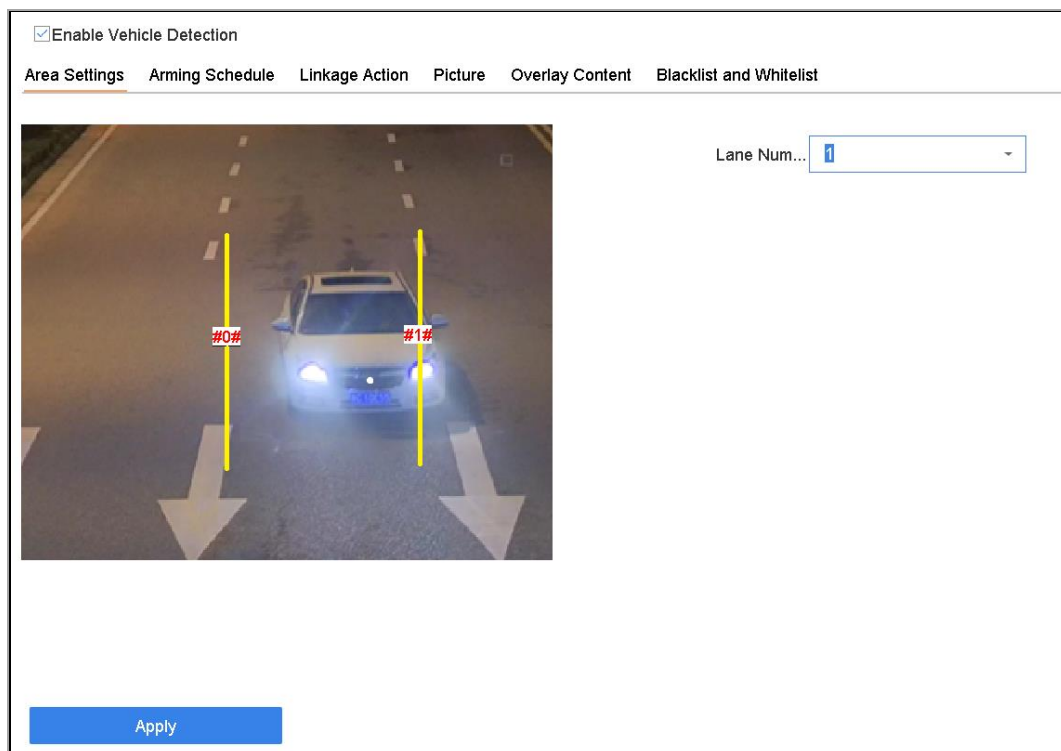 Enable Vehicle Detection
Area Settings Arming Schedule Linkage Action Picture Overlay Content Blacklist and Whitelist
Lane Num... 1
#0# #1#
Apply